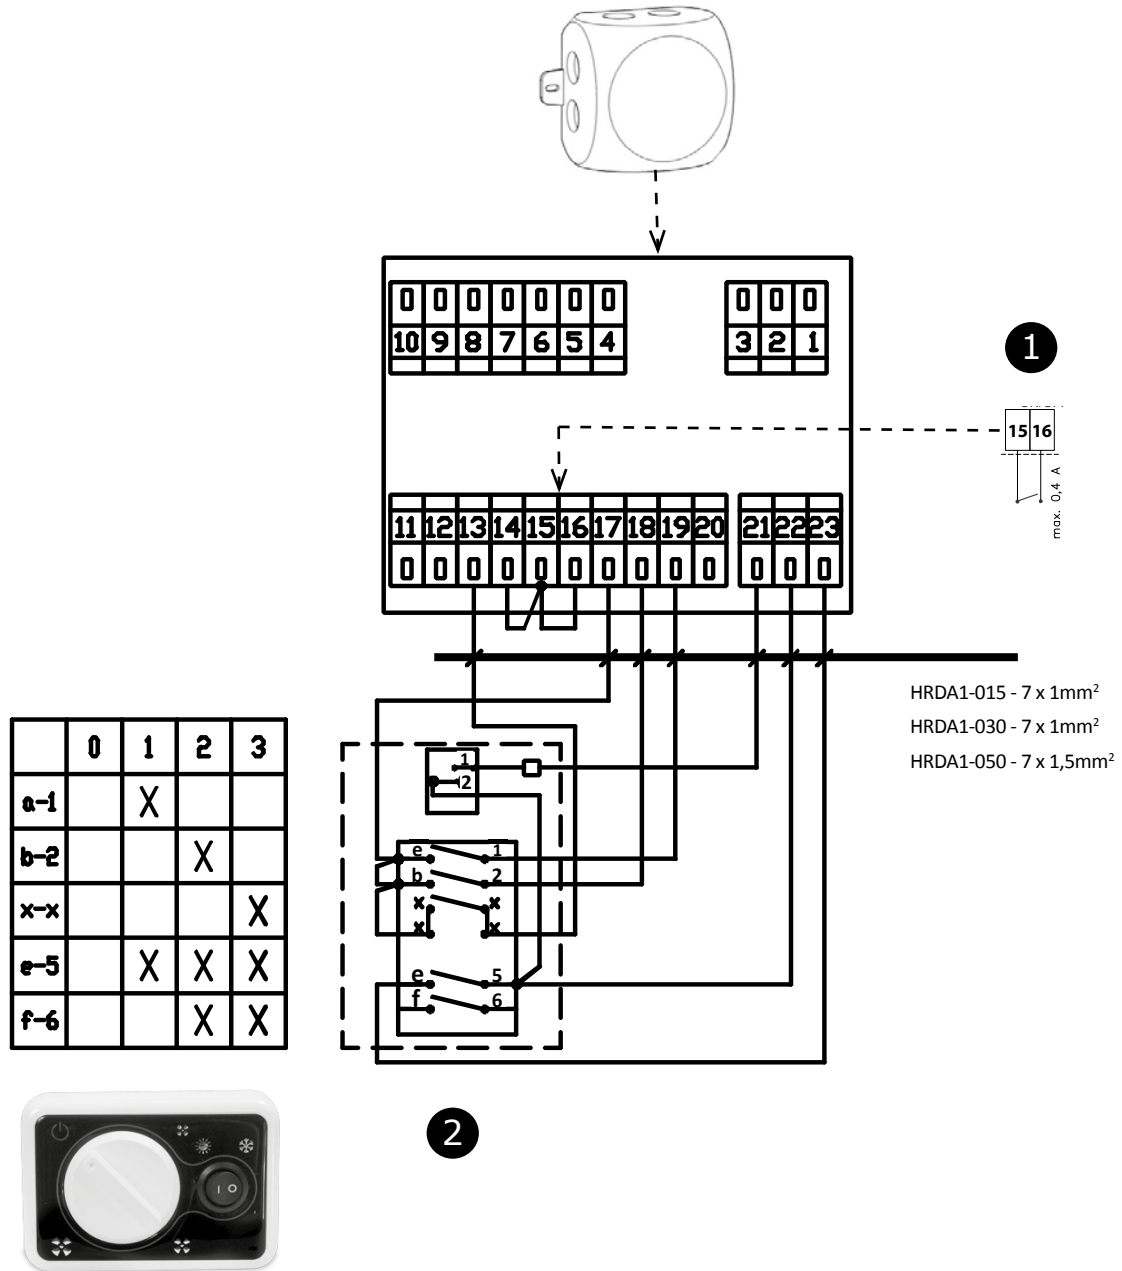 0 0 0 0 0 0 0
10 9 8 7 6 5 4
0 0 0
3 2 1
1
15 16
max. 0,4 A
11 12 13 14 15 16 17 18 19 20
0 0 0 0 0 0 0 0 0 0
21 22 23
0 0 0
HRDA1-015 - 7 x 1mm²
HRDA1-030 - 7 x 1mm²
HRDA1-050 - 7 x 1,5mm²
0 1 2 3
a-1 X
b-2 X
x-x X
e-5 X X X
f-6 X X
1
2
e 1
b 2
x x
x x
e 5
f 6
2
I O